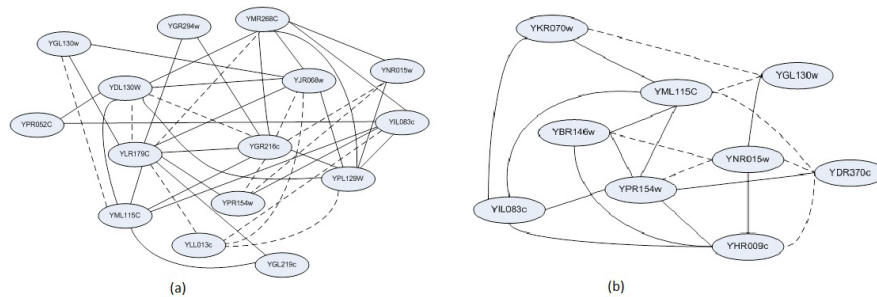 YMR268C
YGR294w
YGL130w
YNR015w
YJR068w
YDL130W
YPR052C
YIL083c
YLR179C
YGR216c
YPL129W
YPR154w
YML115C
YLL013c
YGL219c
(a)
YKR070w
YGL130w
YML115C
YBR146w
YNR015w
YDR370c
YPR154w
YIL083c
YHR009c
(b)